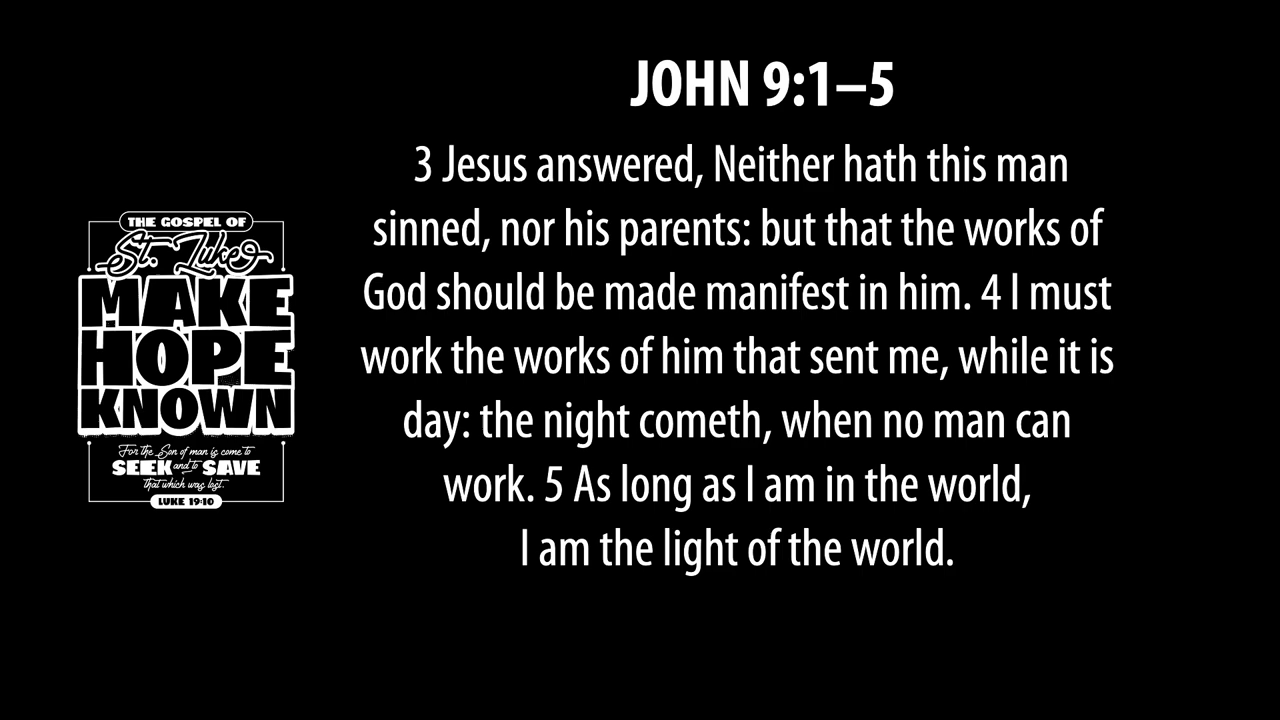 JOHN 9:1–5
3 Jesus answered, Neither hath this man
sinned, nor his parents: but that the works of
God should be made manifest in him. 4 I must
work the works of him that sent me, while it is
day: the night cometh, when no man can
work. 5 As long as I am in the world,
I am the light of the world.
THE GOSPEL OF
St. Luke
MAKE
HOPE
KNOWN
For the Son of man is come to
SEEK and to SAVE
that which was lost.
LUKE 19:10